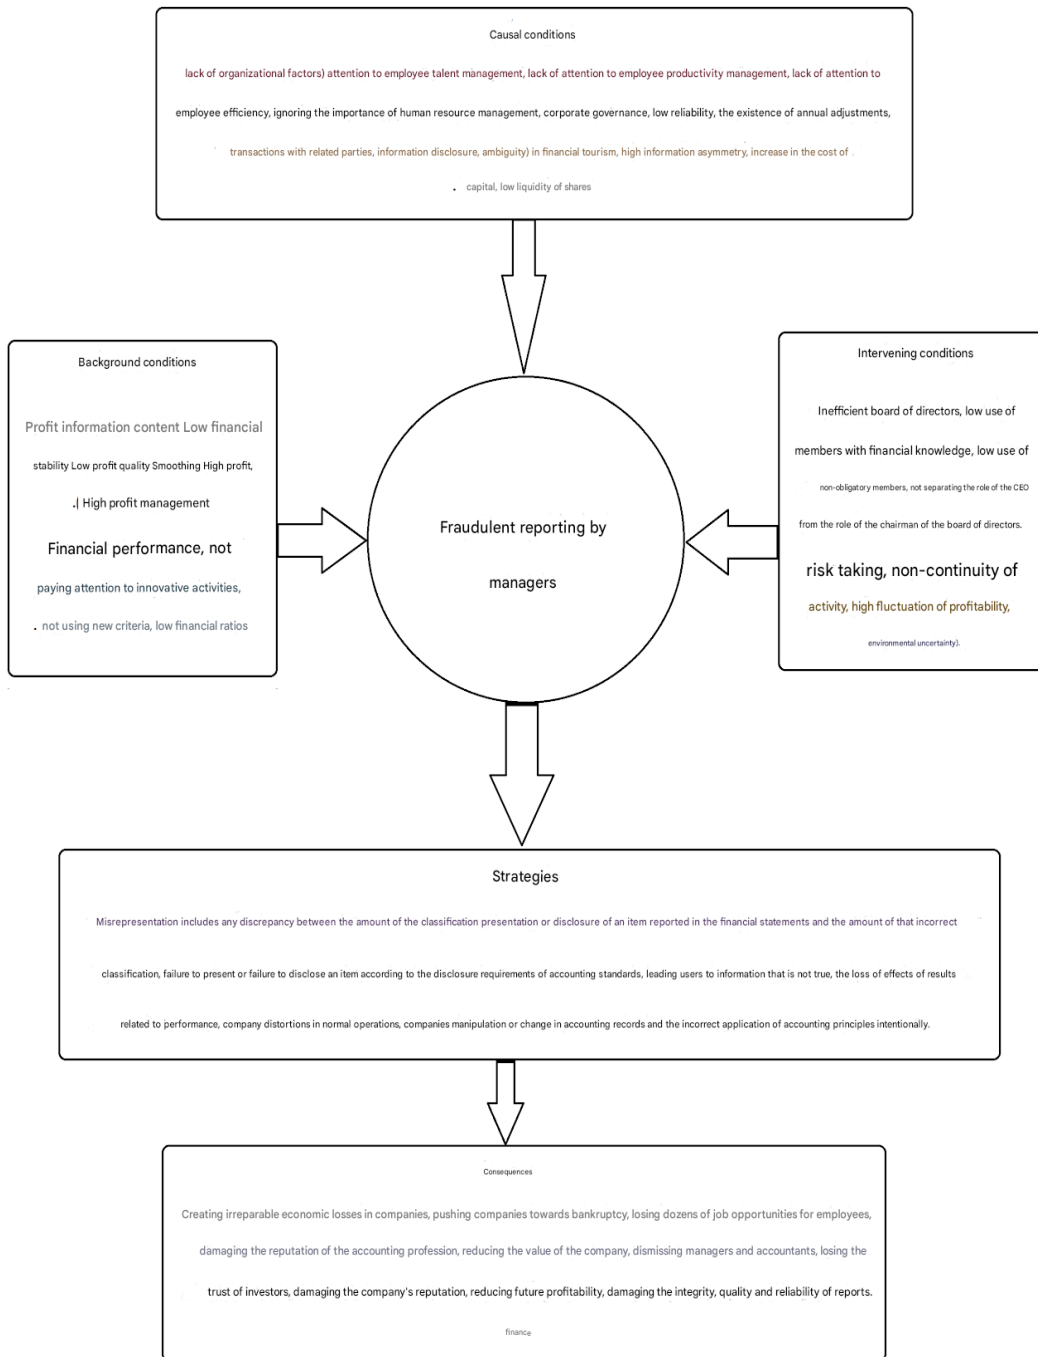 Causal conditions
lack of organizational factors) attention to employee talent management, lack of attention to employee productivity management, lack of attention to
employee efficiency, ignoring the importance of human resource management, corporate governance, low reliability, the existence of annual adjustments,
transactions with related parties, information disclosure, ambiguity) in financial tourism, high information asymmetry, increase in the cost of .
. capital, low liquidity of shares
Background conditions
Profit information content Low financial
stability Low profit quality Smoothing High profit,
.| High profit management
Financial performance, not
paying attention to innovative activities,
. not using new criteria, low financial ratios
Intervening conditions
Inefficient board of directors, low use of
members with financial knowledge, low use of
non-obligatory members, not separating the role of the CEO
from the role of the chairman of the board of directors.
risk taking, non-continuity of
activity, high fluctuation of profitability,
environmental uncertainty).
Fraudulent reporting by
managers
Strategies
Misrepresentation includes any discrepancy between the amount of the classification presentation or disclosure of an item reported in the financial statements and the amount of that incorrect
classification, failure to present or failure to disclose an item according to the disclosure requirements of accounting standards, leading users to information that is not true, the loss of effects of results
related to performance, company distortions in normal operations, companies manipulation or change in accounting records and the incorrect application of accounting principles intentionally.
Consequences
Creating irreparable economic losses in companies, pushing companies towards bankruptcy, losing dozens of job opportunities for employees,
damaging the reputation of the accounting profession, reducing the value of the company, dismissing managers and accountants, losing the
trust of investors, damaging the company's reputation, reducing future profitability, damaging the integrity, quality and reliability of reports.
finance